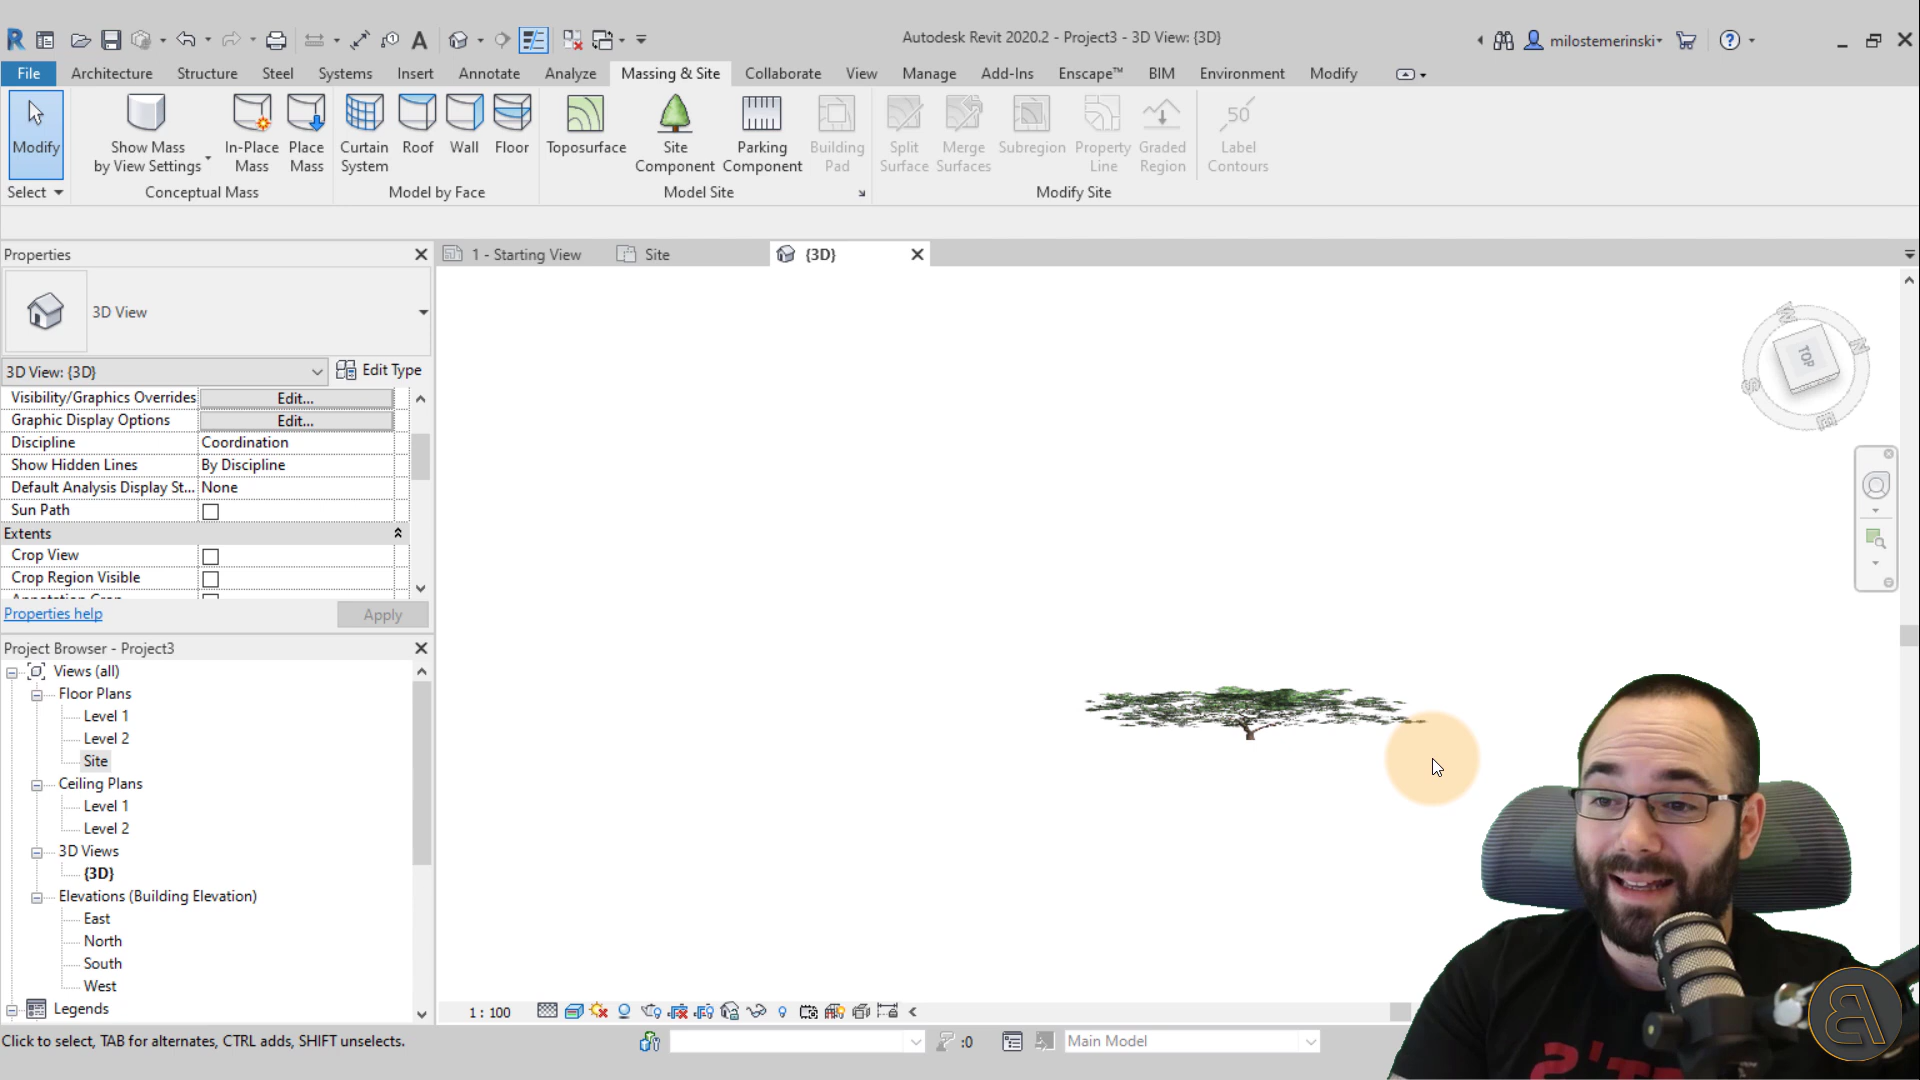 Autodesk Revit 2020.2 - Project3 - 3D View: {3D}
milostemerinski
File Architecture Structure Steel Systems Insert Annotate Analyze Massing & Site Collaborate View Manage Add-Ins Enscape™ BIM Environment Modify
Modify
Show Mass
by View Settings
In-Place
Mass
Place
Mass
Curtain
System
Roof
Wall
Floor
Toposurface
Site
Component
Parking
Component
Building
Pad
Split
Surface
Merge
Surfaces
Subregion
Property
Line
Graded
Region
50
Label
Contours
Select
Conceptual Mass
Model by Face
Model Site
Modify Site
Properties
1 - Starting View
Site
{3D}
3D View
3D View: {3D}
Edit Type
Visibility/Graphics Overrides Edit...
Graphic Display Options Edit...
Discipline Coordination
Show Hidden Lines By Discipline
Default Analysis Display St... None
Sun Path
Extents
Crop View
Crop Region Visible
Properties help
Apply
Project Browser - Project3
Views (all)
Floor Plans
Level 1
Level 2
Site
Ceiling Plans
Level 1
Level 2
3D Views
{3D}
Elevations (Building Elevation)
East
North
South
West
Legends
TOP
N
W
S
E
1 : 100
Click to select, TAB for alternates, CTRL adds, SHIFT unselects.
:0
Main Model